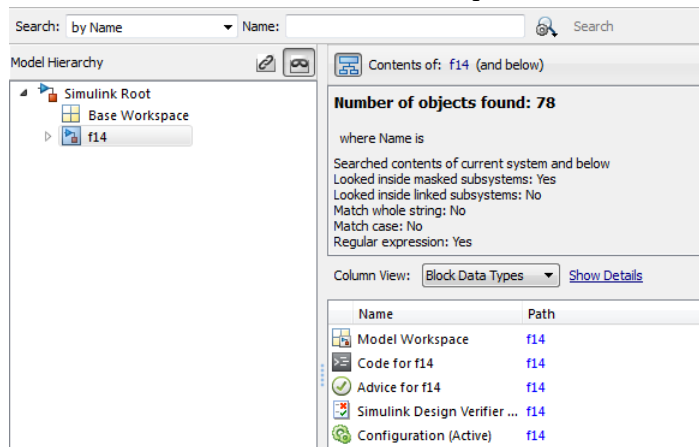 Search: by Name Name: Search
Model Hierarchy
Simulink Root
Base Workspace
f14
Contents of: f14 (and below)
Number of objects found: 78
where Name is
Searched contents of current system and below
Looked inside masked subsystems: Yes
Looked inside linked subsystems: No
Match whole string: No
Match case: No
Regular expression: Yes
Column View: Block Data Types Show Details
Name Path
Model Workspace f14
Code for f14 f14
Advice for f14 f14
Simulink Design Verifier ... f14
Configuration (Active) f14